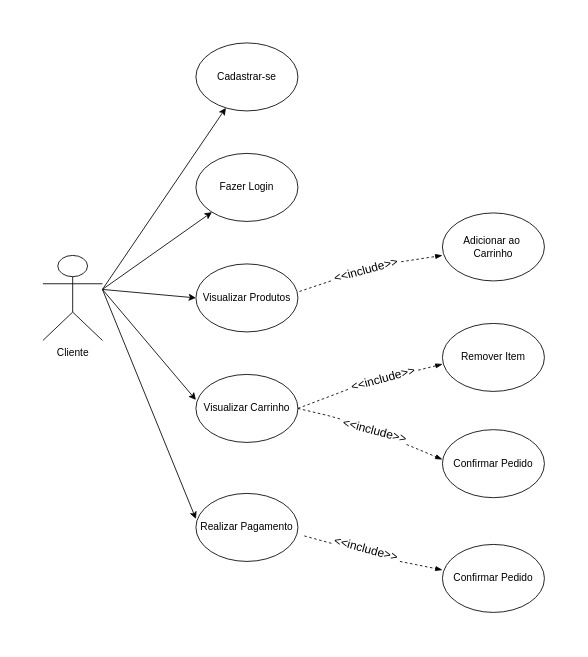 Cadastrar-se
Fazer Login
Adicionar ao
Carrinho
<<include>>
Visualizar Produtos
Cliente
Remover Item
<<include>>
Visualizar Carrinho
<<include>>
Confirmar Pedido
Realizar Pagamento
<<include>>
Confirmar Pedido